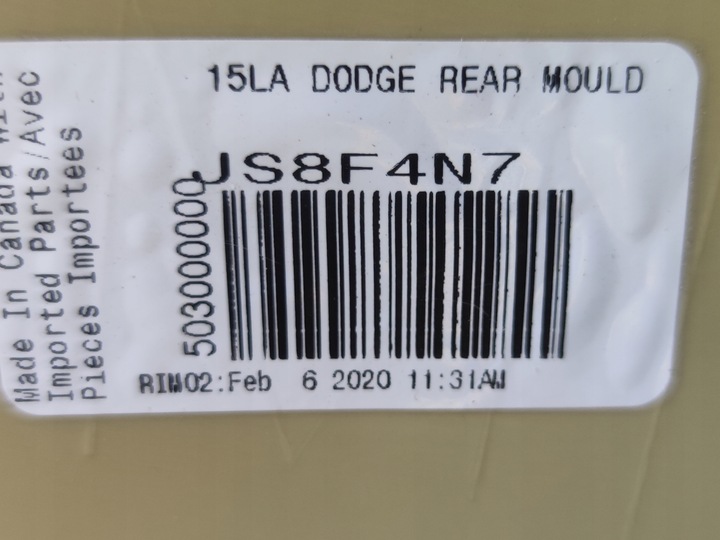 15LA DODGE REAR MOULD
JS8F4N7
503000000
RIM02:Feb 6 2020 11:31AM
Made In Canada With
Imported Parts/Avec
Pieces Importees